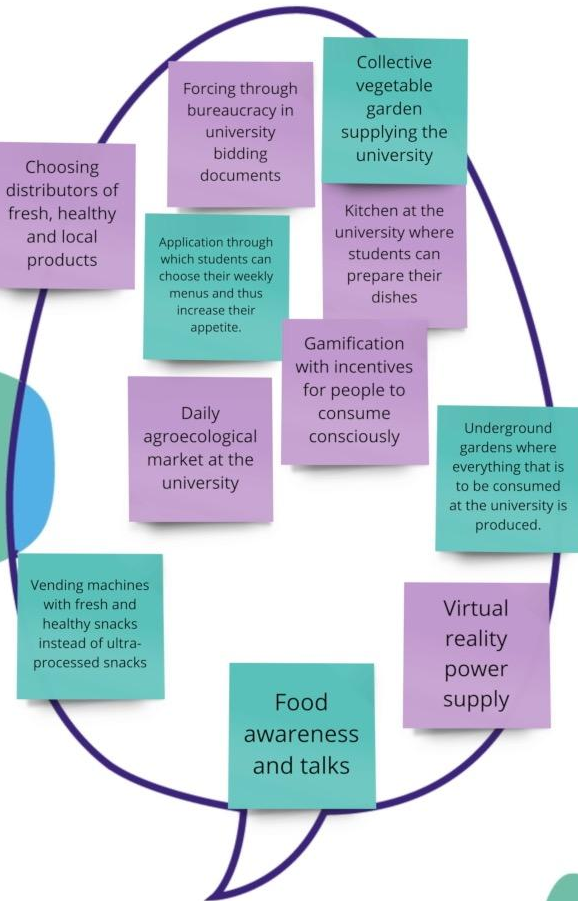 Forcing through
bureaucracy in
university
bidding
documents
Collective
vegetable
garden
supplying the
university
Choosing
distributors of
fresh, healthy
and local
products
Application through
which students can
choose their weekly
menus and thus
increase their
appetite.
Kitchen at the
university where
students can
prepare their
dishes
Gamification
with incentives
for people to
consume
consciously
Daily
agroecological
market at the
university
Underground
gardens where
everything that is
to be consumed
at the university is
produced.
Vending machines
with fresh and
healthy snacks
instead of ultra-
processed snacks
Virtual
reality
power
supply
Food
awareness
and talks